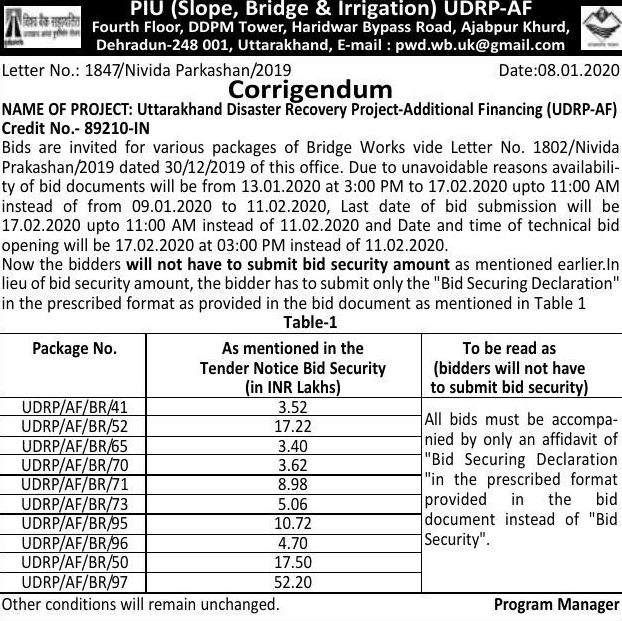 PIU (Slope, Bridge & Irrigation) UDRP-AF
Fourth Floor, DDPM Tower, Haridwar Bypass Road, Ajabpur Khurd,
Dehradun-248 001, Uttarakhand, E-mail : pwd.wb.uk@gmail.com
Letter No.: 1847/Nivida Parkashan/2019 Date:08.01.2020
Corrigendum
NAME OF PROJECT: Uttarakhand Disaster Recovery Project-Additional Financing (UDRP-AF)
Credit No.- 89210-IN
Bids are invited for various packages of Bridge Works vide Letter No. 1802/Nivida
Prakashan/2019 dated 30/12/2019 of this office. Due to unavoidable reasons availabili-
ty of bid documents will be from 13.01.2020 at 3:00 PM to 17.02.2020 upto 11:00 AM
instead of from 09.01.2020 to 11.02.2020, Last date of bid submission will be
17.02.2020 upto 11:00 AM instead of 11.02.2020 and Date and time of technical bid
opening will be 17.02.2020 at 03:00 PM instead of 11.02.2020.
Now the bidders will not have to submit bid security amount as mentioned earlier.In
lieu of bid security amount, the bidder has to submit only the "Bid Securing Declaration"
in the prescribed format as provided in the bid document as mentioned in Table 1
Table-1
Package No.
As mentioned in the
Tender Notice Bid Security
(in INR Lakhs)
To be read as
(bidders will not have
to submit bid security)
UDRP/AF/BR/41 3.52
UDRP/AF/BR/52 17.22
UDRP/AF/BR/65 3.40
UDRP/AF/BR/70 3.62
UDRP/AF/BR/71 8.98
UDRP/AF/BR/73 5.06
UDRP/AF/BR/95 10.72
UDRP/AF/BR/96 4.70
UDRP/AF/BR/50 17.50
UDRP/AF/BR/97 52.20
All bids must be accompa-
nied by only an affidavit of
"Bid Securing Declaration
"in the prescribed format
provided in the bid
document instead of "Bid
Security".
Other conditions will remain unchanged. Program Manager